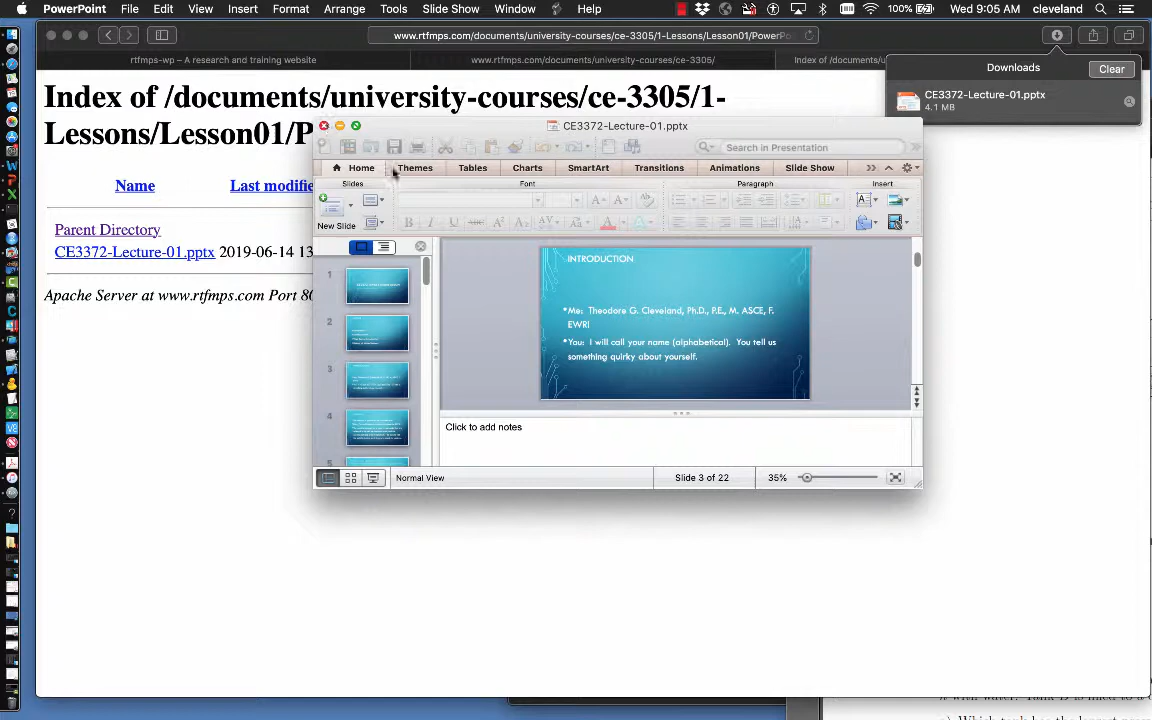 PowerPoint File Edit View Insert Format Arrange Tools Slide Show Window Help 100% Wed 9:05 AM cleveland
www.rtfmps.com/documents/university-courses/ce-3305/1-Lessons/Lesson01/PowerPo
rtfmps-wp – A research and training website www.rtfmps.com/documents/university-courses/ce-3305/ Index of /docume
Downloads Clear
CE3372-Lecture-01.pptx
4.1 MB
Index of /documents/university-courses/ce-3305/1-
Lessons/Lesson01/P
Name Last modifie
Parent Directory
CE3372-Lecture-01.pptx 2019-06-14 13
Apache Server at www.rtfmps.com Port 80
CE3372-Lecture-01.pptx
Search in Presentation
Home Themes Tables Charts SmartArt Transitions Animations Slide Show
Slides Font Paragraph Insert
New Slide
1
2
3
4
5
INTRODUCTION
•Me: Theodore G. Cleveland, Ph.D., P.E., M. ASCE, F.
EWRI
•You: I will call your name (alphabetical). You tell us
something quirky about yourself.
Click to add notes
Normal View Slide 3 of 22 35%